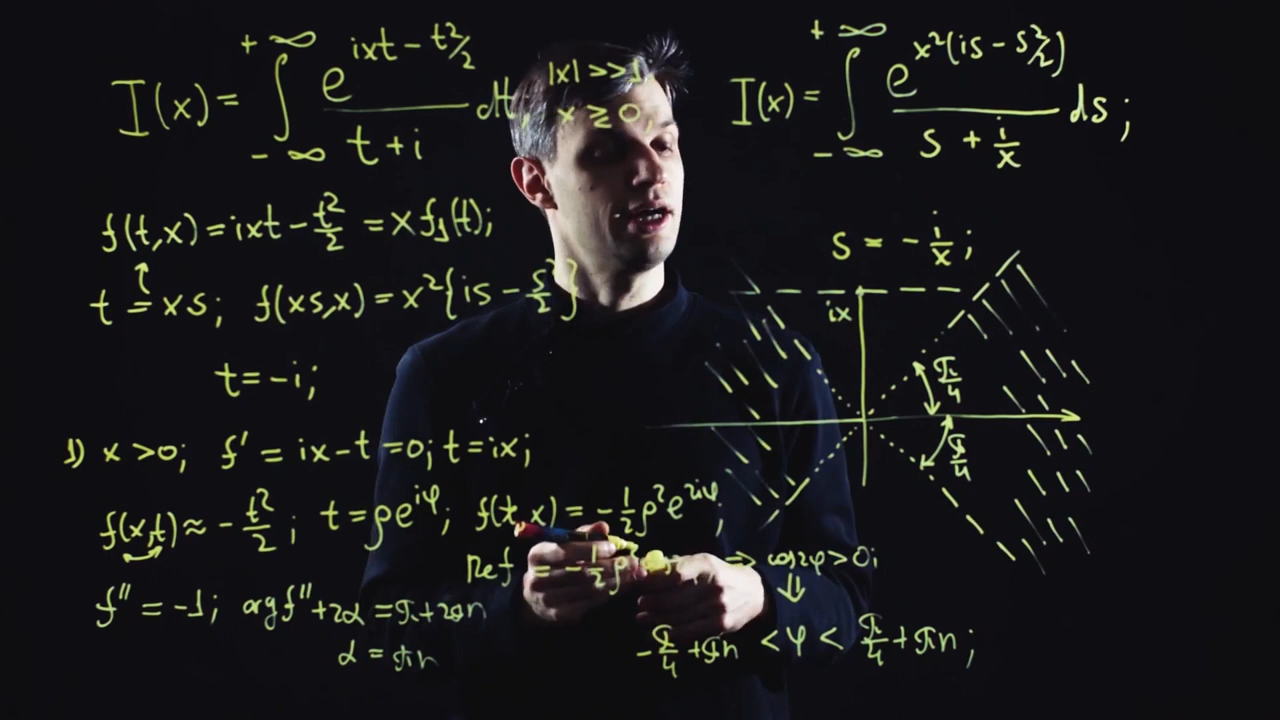 I(x) = ∫_{-∞}^{+∞} e^{ixt - t²/2} / (t+i) dt, |x| >> 1, x ≥ 0
I(x) = ∫_{-∞}^{+∞} e^{x²(is - s²/2)} / (s + i/x) ds;
f(t,x) = ixt - t²/2 = x f₁(t);
t = xs; f(xs,x) = x²{is - s²/2}
s = -i/x;
ix
t = -i;
π/4
π/4
1) x > 0; f' = ix - t = 0; t = ix;
f(x,t) ≈ - t²/2; t = ρe^{iφ}; f(t,x) = -1/2 ρ² e^{2iφ};
Re f = -1/2 ρ² ⇒ cos2φ > 0;
⇓
f'' = -1; arg f'' + 2α = π + 2πn
α = πn
-π/4 + πn < φ < π/4 + πn;